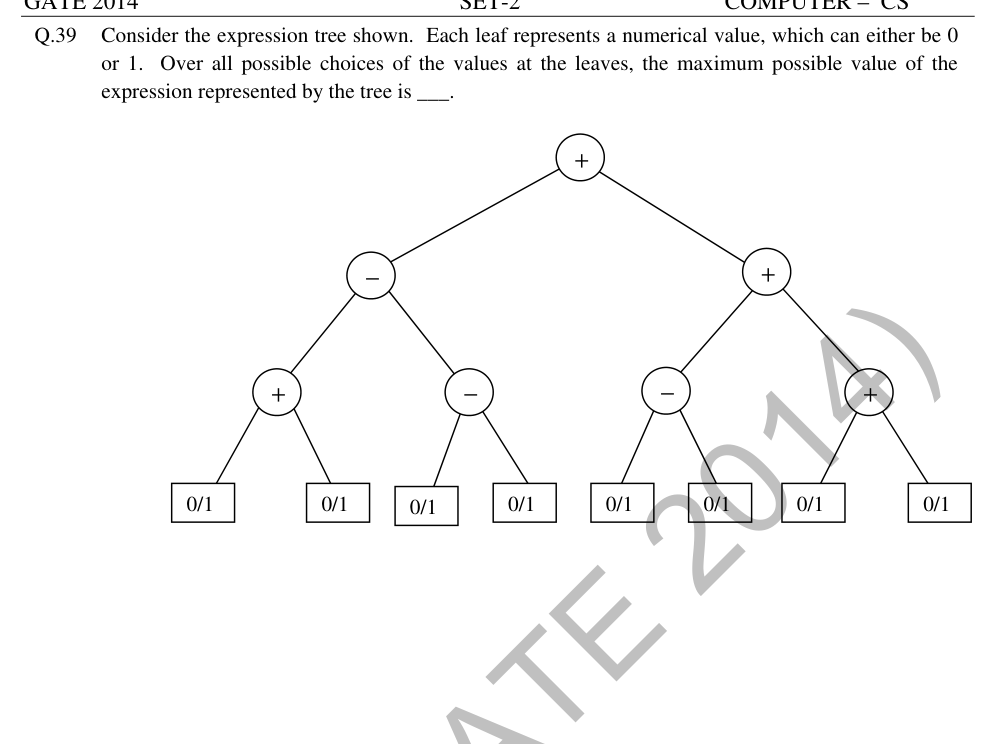 GATE 2014 SET-2 COMPUTER – CS
Q.39 Consider the expression tree shown. Each leaf represents a numerical value, which can either be 0
or 1. Over all possible choices of the values at the leaves, the maximum possible value of the
expression represented by the tree is ___.
+
– +
+ – – +
0/1 0/1 0/1 0/1 0/1 0/1 0/1 0/1
ATE 2014)